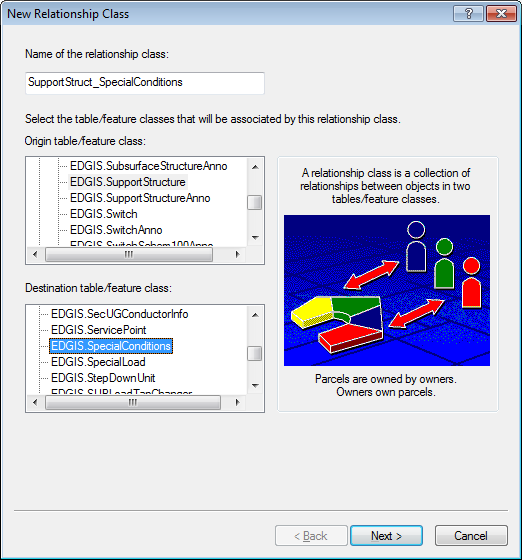 New Relationship Class
Name of the relationship class:
SupportStruct_SpecialConditions
Select the table/feature classes that will be associated by this relationship class.
Origin table/feature class:
EDGIS.SubsurfaceStructureAnno
EDGIS.SupportStructure
EDGIS.SupportStructureAnno
EDGIS.Switch
EDGIS.SwitchAnno
EDGIS.SwitchSchem100Anno
A relationship class is a collection of
relationships between objects in two
tables/feature classes.
Destination table/feature class:
EDGIS.SecUGConductorInfo
EDGIS.ServicePoint
EDGIS.SpecialConditions
EDGIS.SpecialLoad
EDGIS.StepDownUnit
EDGIS.SUBLoadTapChanger
Parcels are owned by owners.
Owners own parcels.
< Back
Next >
Cancel